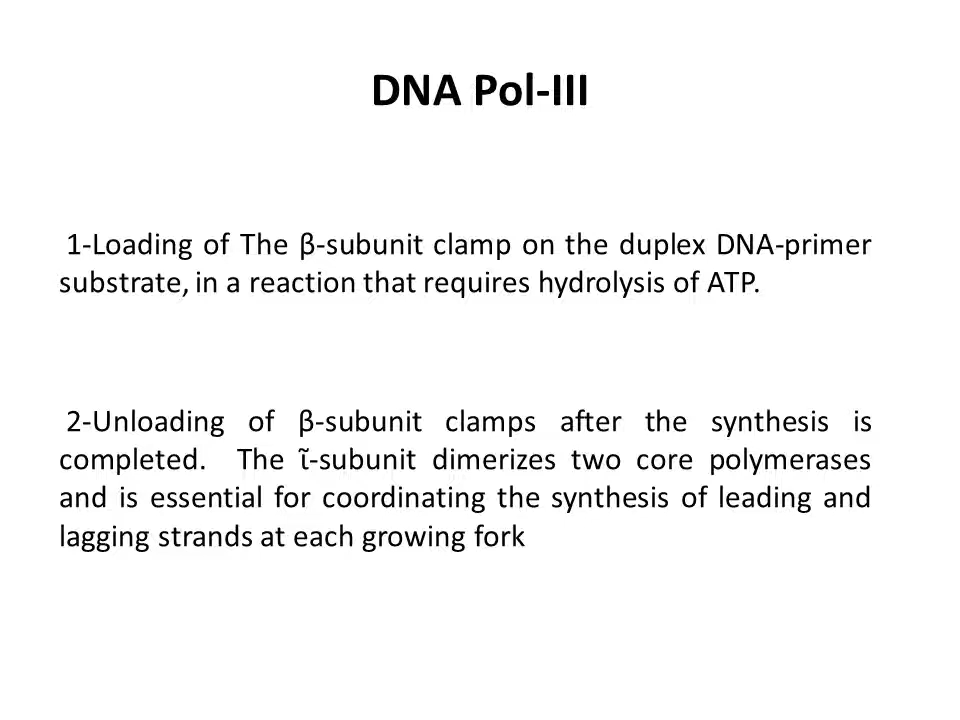 DNA Pol-III
1-Loading of The β-subunit clamp on the duplex DNA-primer
substrate, in a reaction that requires hydrolysis of ATP.
2-Unloading of β-subunit clamps after the synthesis is
completed. The ῖ-subunit dimerizes two core polymerases
and is essential for coordinating the synthesis of leading and
lagging strands at each growing fork